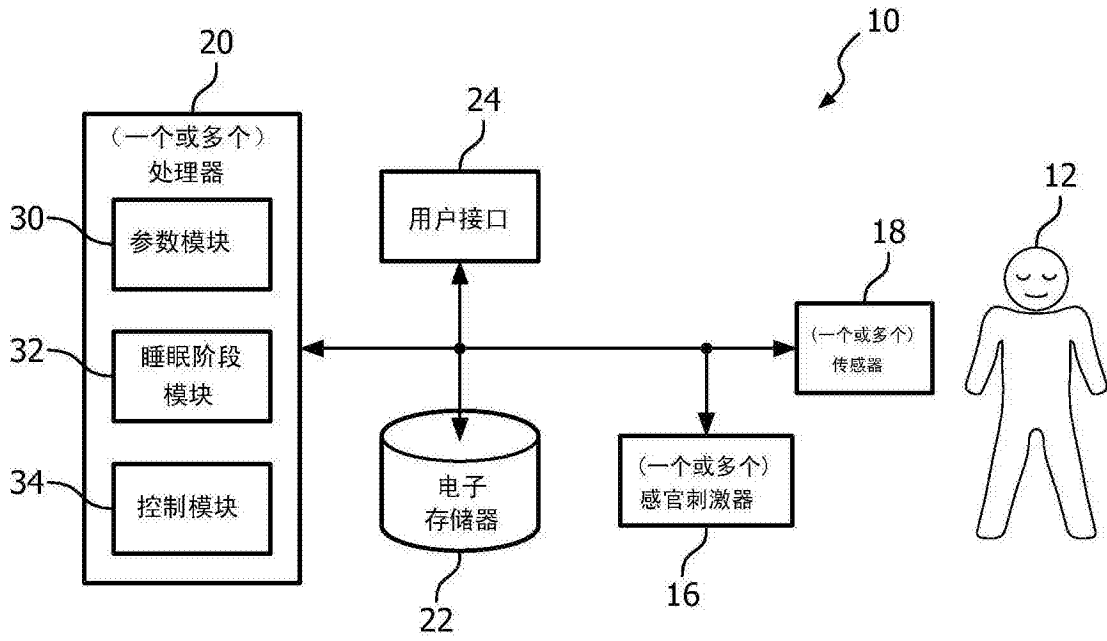 10
20
（一个或多个）
处理器
30
参数模块
32
睡眠阶段
模块
34
控制模块
24
用户接口
电子
存储器
22
18
(一个或多个)
传感器
(一个或多个)
感官刺激器
16
12